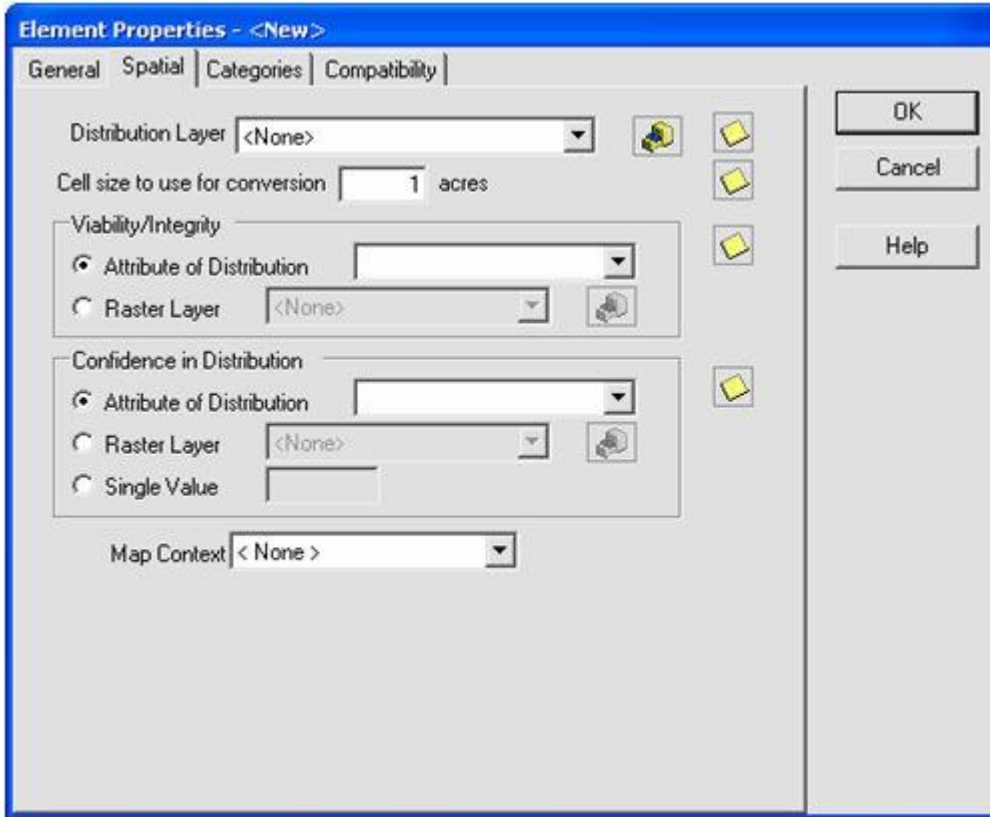 Element Properties - <New>
General Spatial Categories Compatibility
Distribution Layer <None>
Cell size to use for conversion 1 acres
Viability/Integrity
Attribute of Distribution
Raster Layer <None>
Confidence in Distribution
Attribute of Distribution
Raster Layer <None>
Single Value
Map Context < None >
OK
Cancel
Help